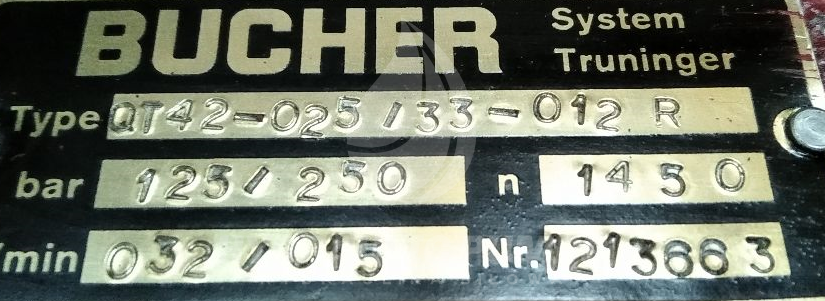 BUCHER System
Truninger
Type QT42-025/33-012 R
bar 125/250 n 1450
/min 032/015 Nr. 1213663